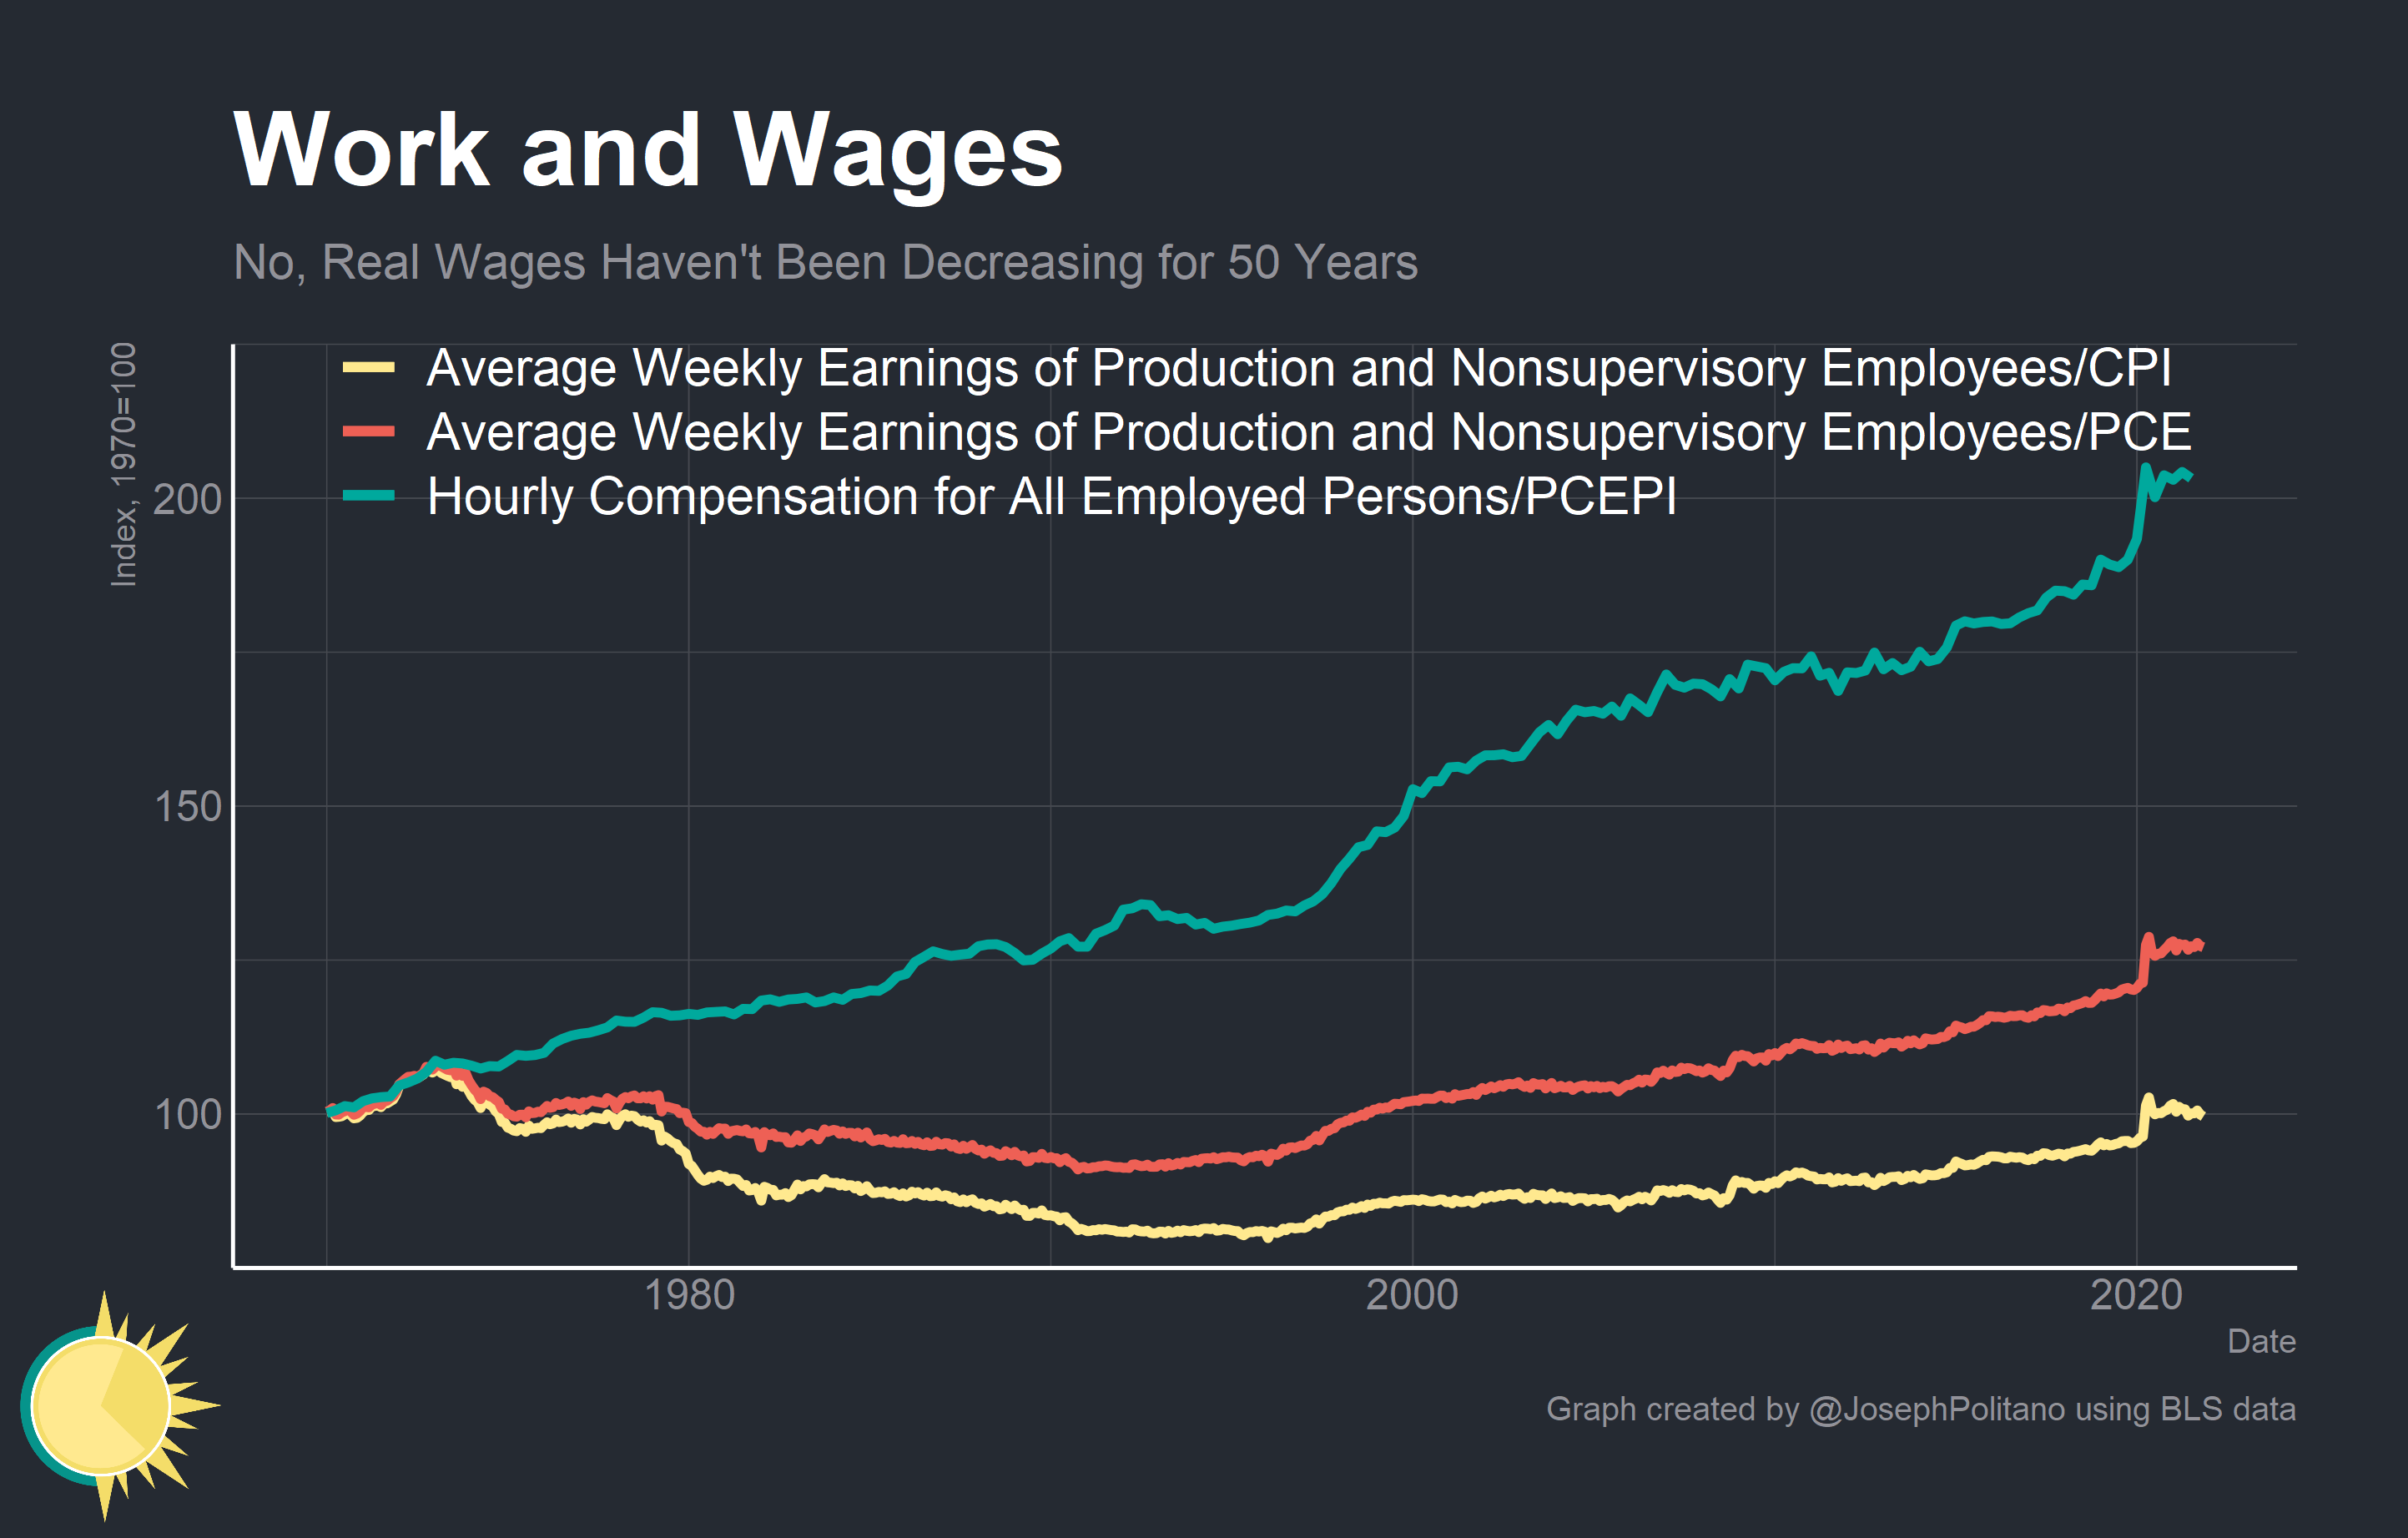 Work and Wages
No, Real Wages Haven't Been Decreasing for 50 Years
Index, 1970=100
Average Weekly Earnings of Production and Nonsupervisory Employees/CPI
Average Weekly Earnings of Production and Nonsupervisory Employees/PCE
Hourly Compensation for All Employed Persons/PCEPI
200
150
100
1980 2000 2020
Date
Graph created by @JosephPolitano using BLS data